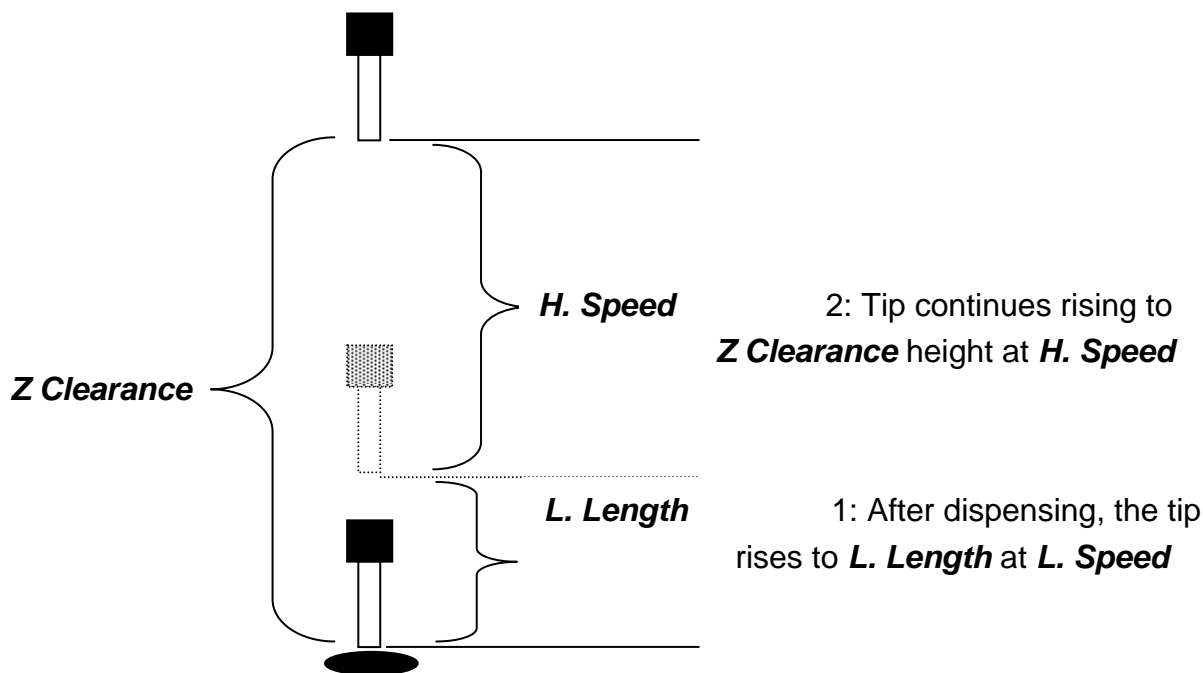 H. Speed
2: Tip continues rising to
Z Clearance height at H. Speed
Z Clearance
L. Length
1: After dispensing, the tip
rises to L. Length at L. Speed